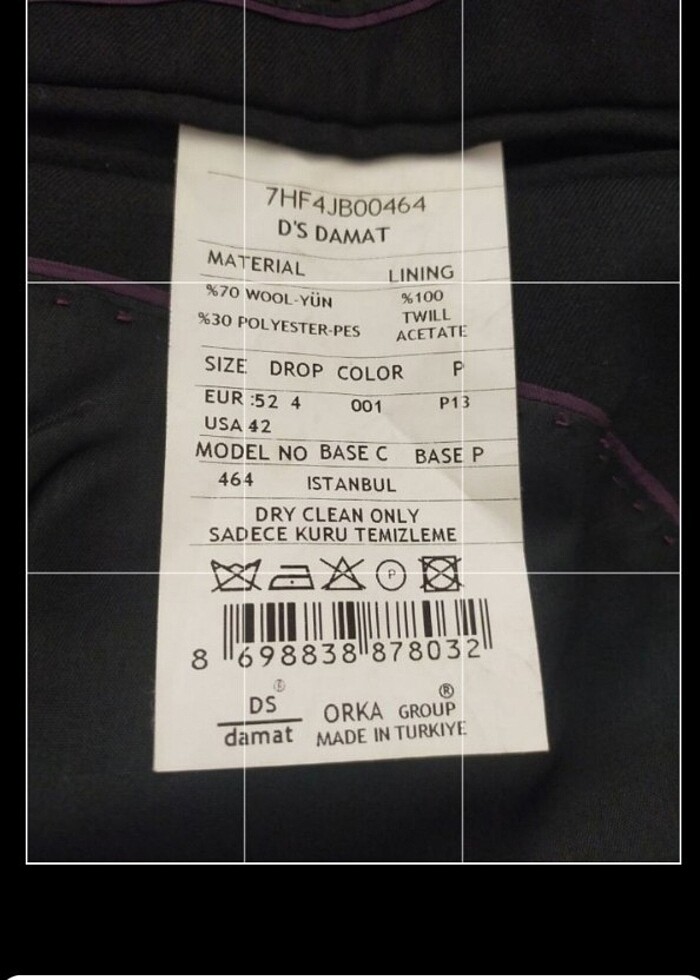 7HF4JB00464
D'S DAMAT
MATERIAL LINING
%70 WOOL-YÜN %100
%30 POLYESTER-PES TWILL
ACETATE
SIZE DROP COLOR P
EUR :52 4 001 P13
USA 42
MODEL NO BASE C BASE P
464 ISTANBUL
DRY CLEAN ONLY
SADECE KURU TEMIZLEME
P
8 698838 878032
DS® ORKA GROUP®
damat MADE IN TURKIYE